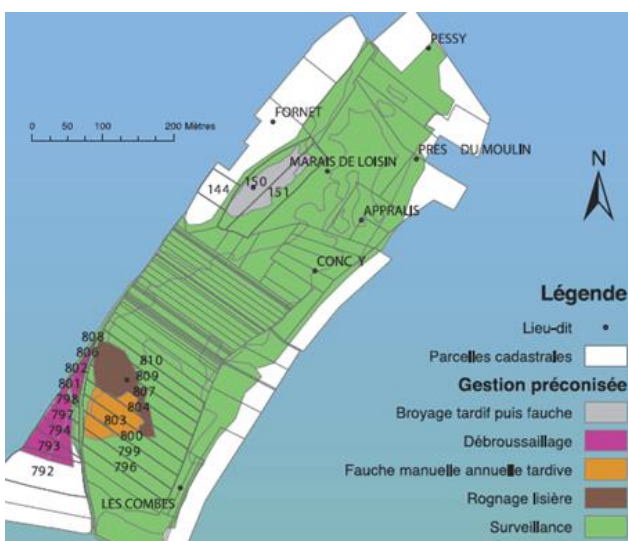 PESSY
FORNET
0 50 100 200 Mètres
PRÉS DU MOULIN
MARAIS DE LOISIN
150
144
151
APPRALIS
N
CONC Y
Légende
Lieu-dit
Parcelles cadastrales
Gestion préconisée
Broyage tardif puis fauche
Débroussaillage
Fauche manuelle annuelle tardive
Rognage lisière
Surveillance
808
806
810
802
809
801
807
798
804
797
803
794
800
793
799
796
792
LES COMBES